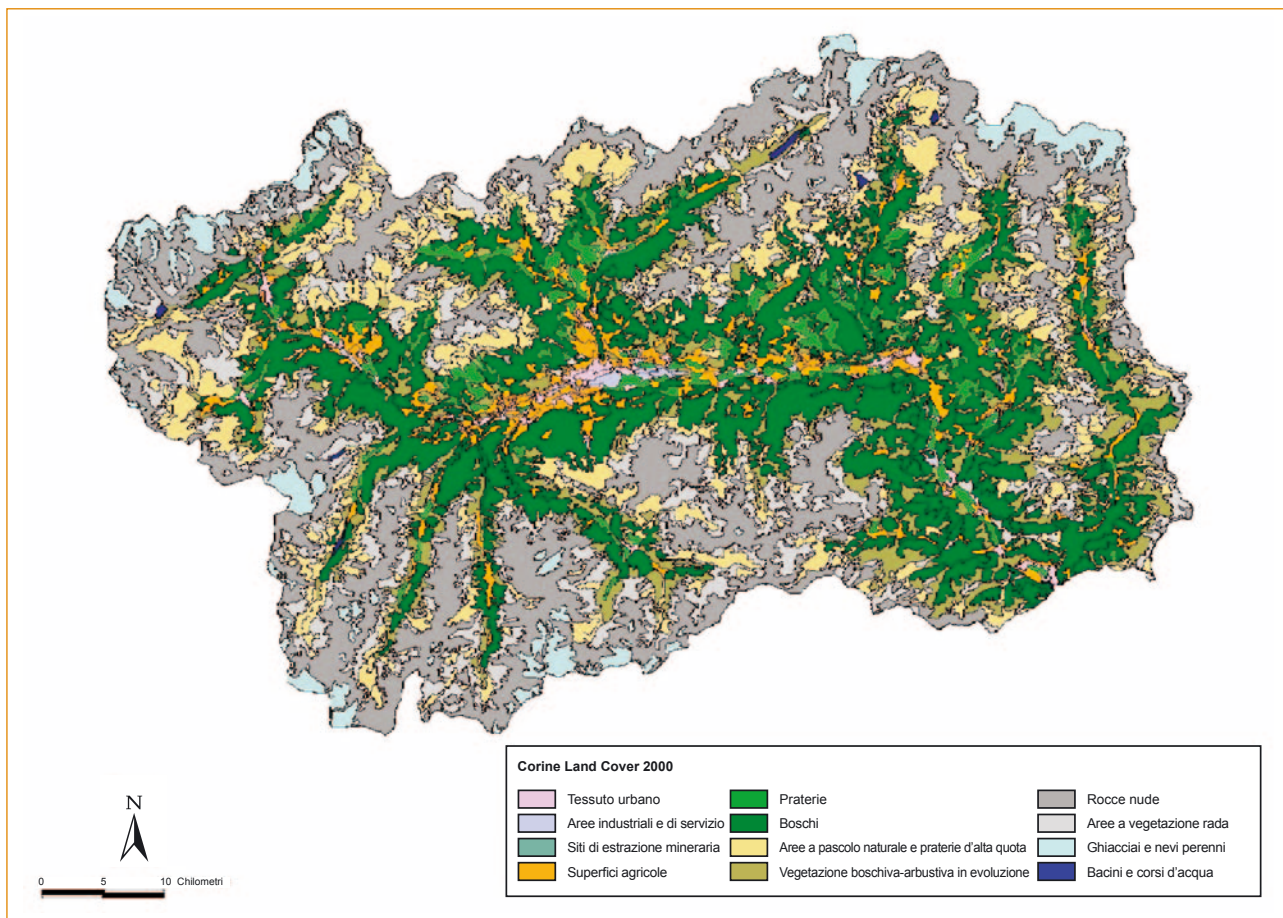 Corine Land Cover 2000
Tessuto urbano
Aree industriali e di servizio
Siti di estrazione mineraria
Superfici agricole
Praterie
Boschi
Aree a pascolo naturale e praterie d'alta quota
Vegetazione boschiva-arbustiva in evoluzione
Rocce nude
Aree a vegetazione rada
Ghiacciai e nevi perenni
Bacini e corsi d'acqua
N
0 5 10 Chilometri